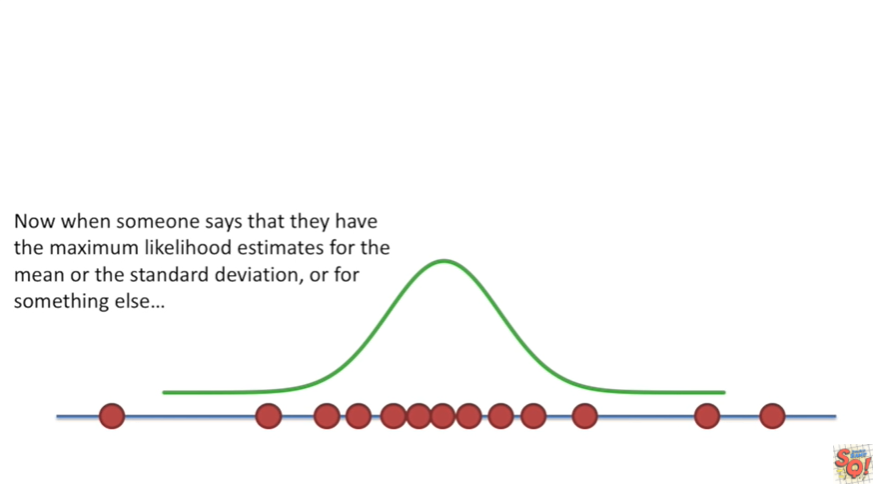 Now when someone says that they have
the maximum likelihood estimates for the
mean or the standard deviation, or for
something else...
SQ!